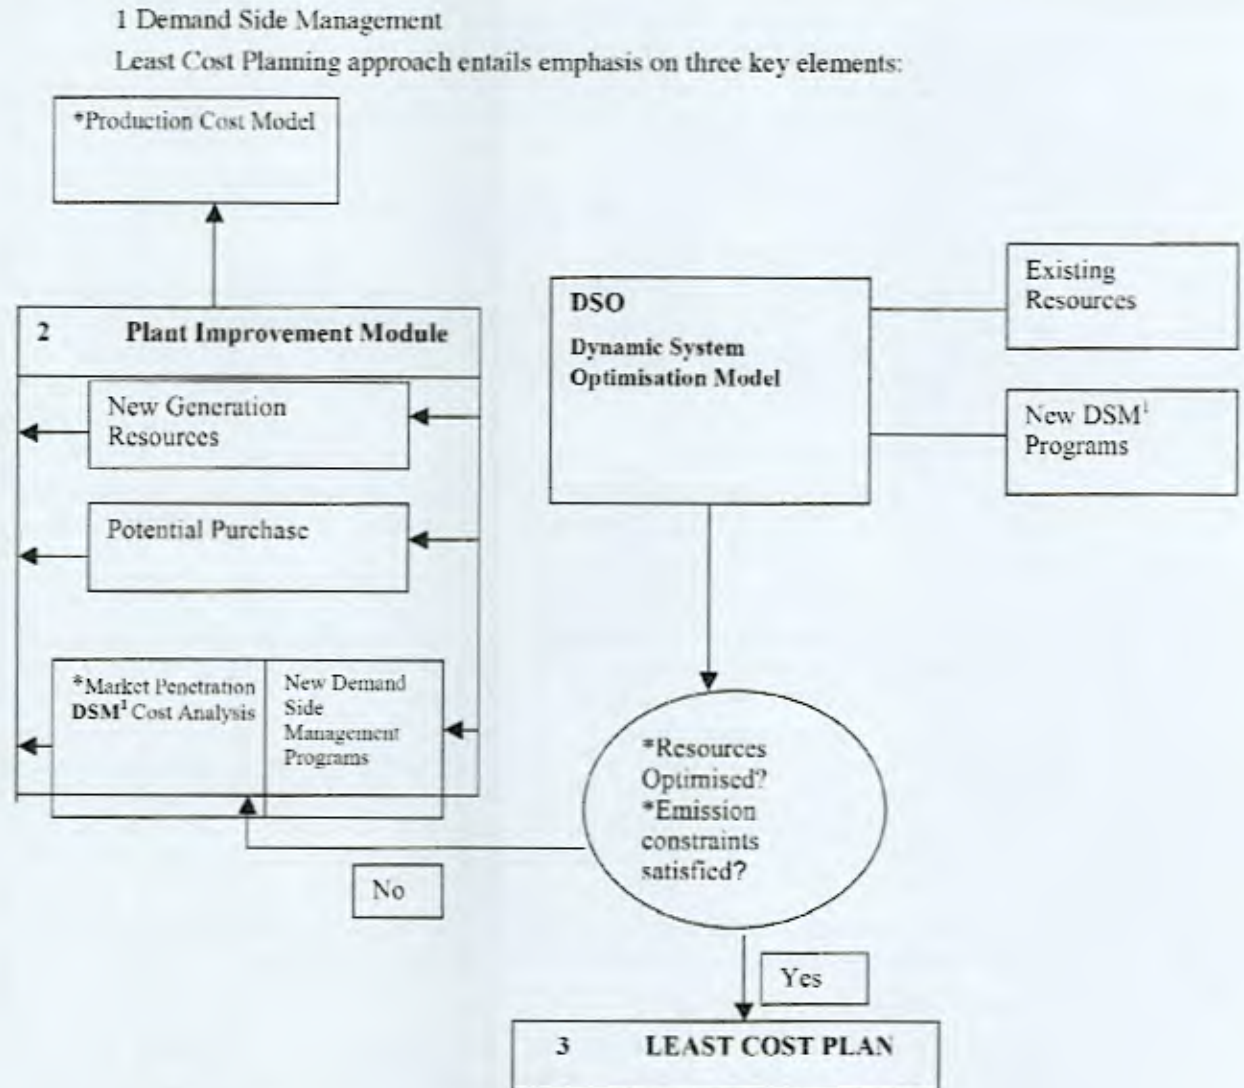 1 Demand Side Management
Least Cost Planning approach entails emphasis on three key elements:
*Production Cost Model
Existing
Resources
DSO
Dynamic System
Optimisation Model
2 Plant Improvement Module
New Generation
Resources
New DSM¹
Programs
Potential Purchase
*Market Penetration
DSM¹ Cost Analysis
New Demand
Side
Management
Programs
*Resources
Optimised?
*Emission
constraints
satisfied?
No
Yes
3 LEAST COST PLAN